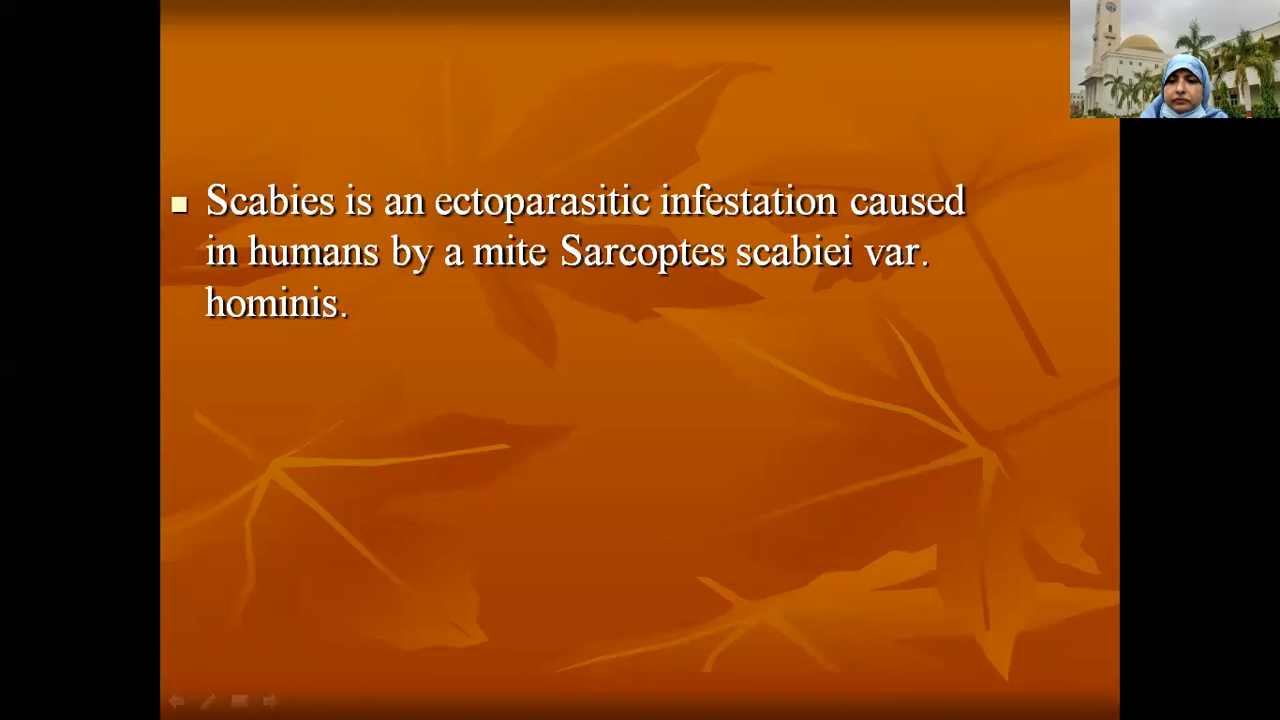 Scabies is an ectoparasitic infestation caused
in humans by a mite Sarcoptes scabiei var.
hominis.